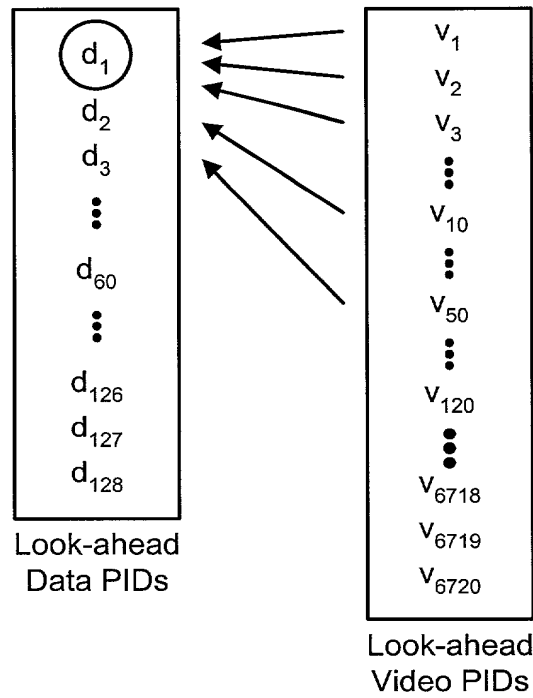 d₁
d₂
d₃
d₆₀
d₁₂₆
d₁₂₇
d₁₂₈
Look-ahead
Data PIDs
v₁
v₂
v₃
v₁₀
v₅₀
v₁₂₀
v₆₇₁₈
v₆₇₁₉
v₆₇₂₀
Look-ahead
Video PIDs